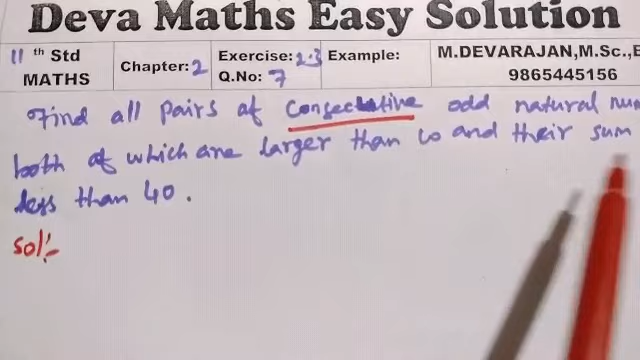 Deva Maths Easy Solution
11th Std MATHS
Chapter: 2
Exercise: 2.3
Q.No: 7
Example:
M.DEVARAJAN,M.Sc.,
9865445156
Find all pairs of Consecutive odd natural
both of which are larger than 10 and their sum
less than 40.
Sol:-